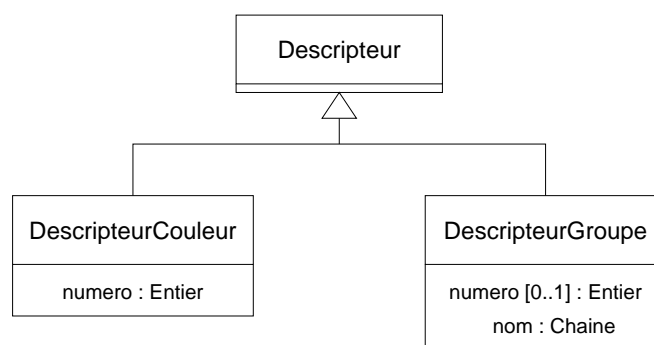 Descripteur
DescripteurCouleur
numero : Entier
DescripteurGroupe
numero [0..1] : Entier
nom : Chaine